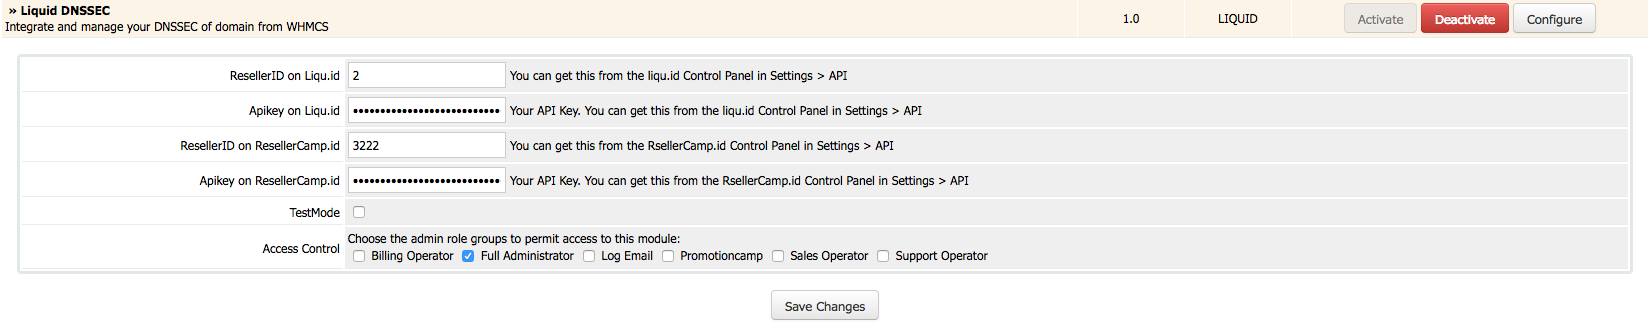 » Liquid DNSSEC
Integrate and manage your DNSSEC of domain from WHMCS
1.0
LIQUID
Activate
Deactivate
Configure
ResellerID on Liqu.id
2
You can get this from the liqu.id Control Panel in Settings > API
Apikey on Liqu.id
Your API Key. You can get this from the liqu.id Control Panel in Settings > API
ResellerID on ResellerCamp.id
3222
You can get this from the RsellerCamp.id Control Panel in Settings > API
Apikey on ResellerCamp.id
Your API Key. You can get this from the RsellerCamp.id Control Panel in Settings > API
TestMode
Access Control
Choose the admin role groups to permit access to this module:
Billing Operator Full Administrator Log Email Promotioncamp Sales Operator Support Operator
Save Changes